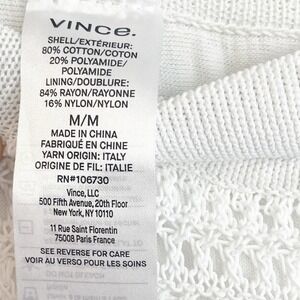 VINCE.
SHELL/EXTÉRIEUR:
80% COTTON/COTON
20% POLYAMIDE/
POLYAMIDE
LINING/DOUBLURE:
84% RAYON/RAYONNE
16% NYLON/NYLON
M/M
MADE IN CHINA
FABRIQUÉ EN CHINE
YARN ORIGIN: ITALY
ORIGINE DE FIL: ITALIE
RN#106730
Vince, LLC
500 Fifth Avenue, 20th Floor
New York, NY 10110
11 Rue Saint Florentin
75008 Paris France
SEE REVERSE FOR CARE
VOIR AU VERSO POUR LES SOINS